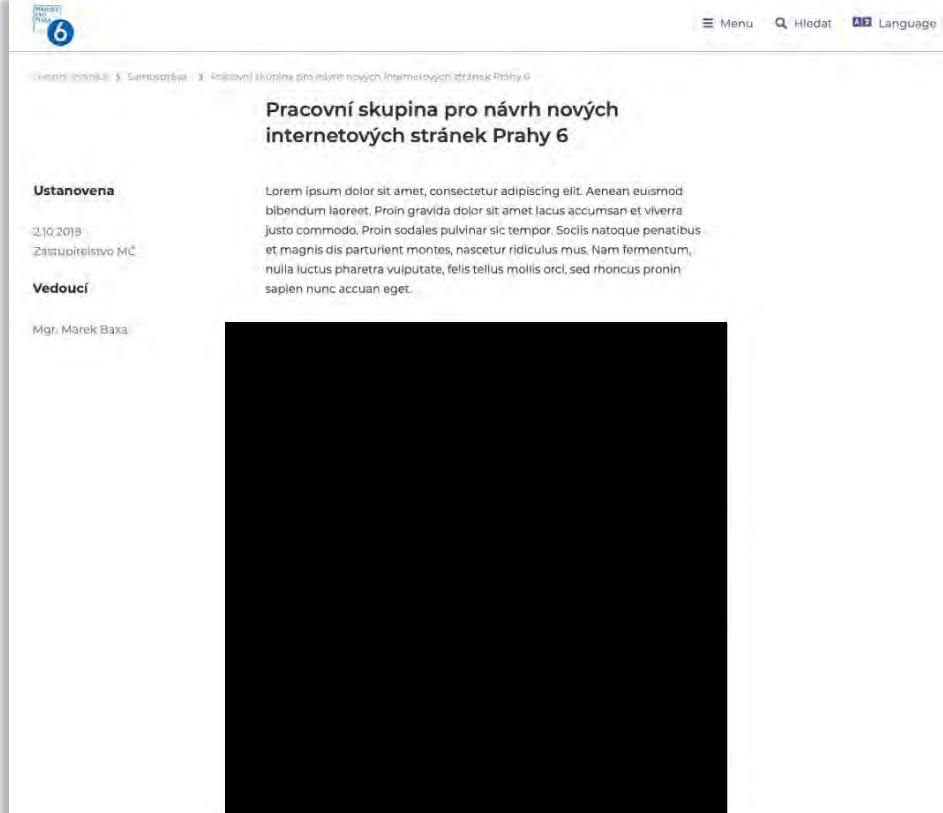 MĚSTSKÁ
ČÁST
PRAHA
6
Menu
Hledat
Language
Úvodní stránka > Samospráva > Pracovní skupina pro návrh nových internetových stránek Prahy 6
Pracovní skupina pro návrh nových
internetových stránek Prahy 6
Ustanovena
2.10.2019
Zastupitelstvo MČ
Vedoucí
Mgr. Marek Baxa
Lorem ipsum dolor sit amet, consectetur adipiscing elit. Aenean euismod
bibendum laoreet. Proin gravida dolor sit amet lacus accumsan et viverra
justo commodo. Proin sodales pulvinar sic tempor. Sociis natoque penatibus
et magnis dis parturient montes, nascetur ridiculus mus. Nam fermentum,
nulla luctus pharetra vulputate, felis tellus mollis orci, sed rhoncus pronin
sapien nunc accuan eget.